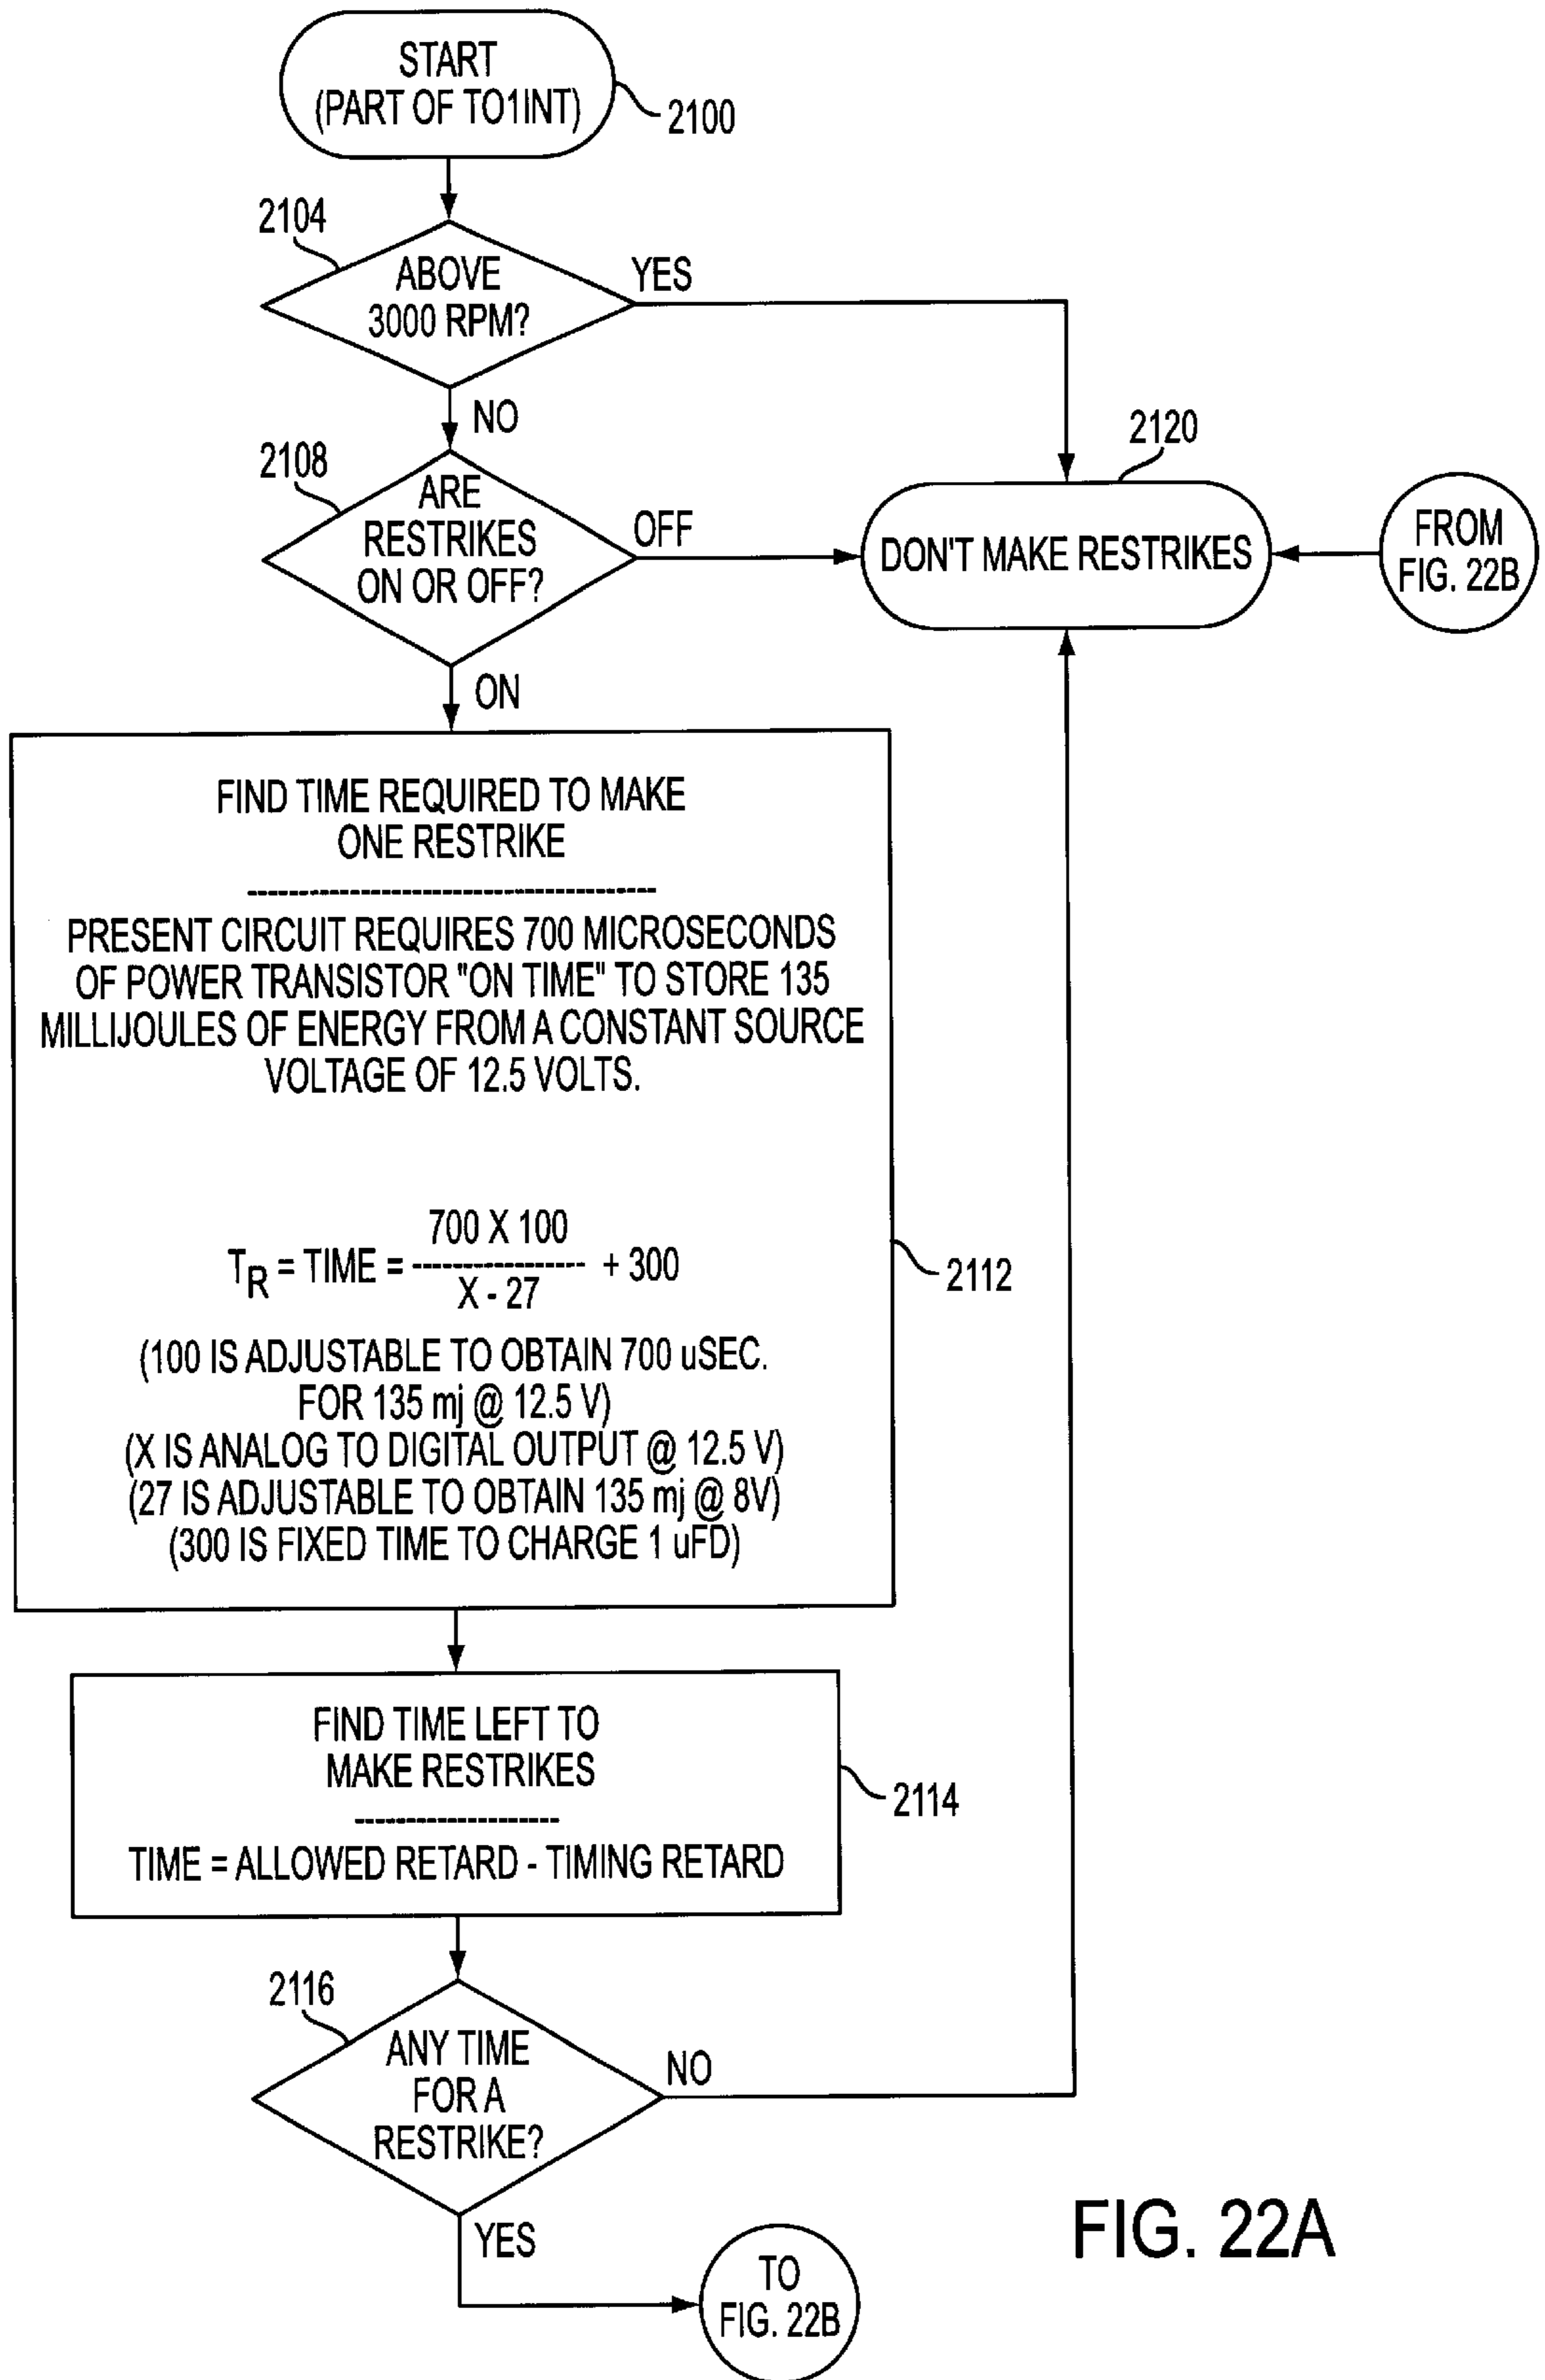 START
(PART OF TO1INT)
2100
2104
ABOVE
3000 RPM?
YES
NO
2108
ARE
RESTRIKES
ON OR OFF?
OFF
ON
2120
DON'T MAKE RESTRIKES
FROM
FIG. 22B
FIND TIME REQUIRED TO MAKE
ONE RESTRIKE
PRESENT CIRCUIT REQUIRES 700 MICROSECONDS
OF POWER TRANSISTOR "ON TIME" TO STORE 135
MILLIJOULES OF ENERGY FROM A CONSTANT SOURCE
VOLTAGE OF 12.5 VOLTS.
700 X 100
TR = TIME = ---------------- + 300
X - 27
(100 IS ADJUSTABLE TO OBTAIN 700 uSEC.
FOR 135 mj @ 12.5 V)
(X IS ANALOG TO DIGITAL OUTPUT @ 12.5 V)
(27 IS ADJUSTABLE TO OBTAIN 135 mj @ 8V)
(300 IS FIXED TIME TO CHARGE 1 uFD)
2112
FIND TIME LEFT TO
MAKE RESTRIKES
TIME = ALLOWED RETARD - TIMING RETARD
2114
2116
ANY TIME
FOR A
RESTRIKE?
NO
YES
TO
FIG. 22B
FIG. 22A